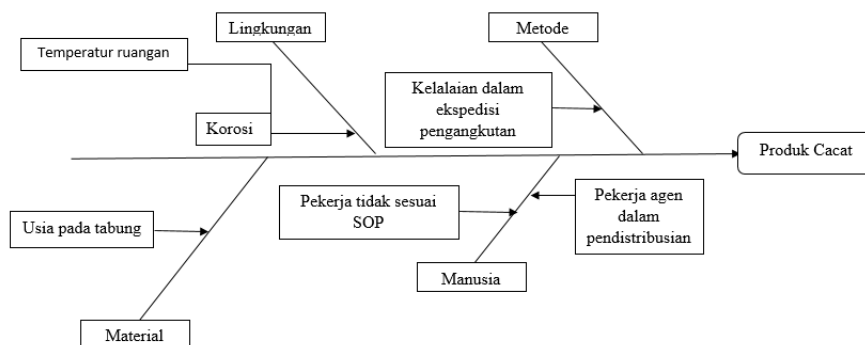 Lingkungan
Metode
Temperatur ruangan
Kelalaian dalam
ekspedisi
pengangkutan
Korosi
Produk Cacat
Usia pada tabung
Pekerja tidak sesuai
SOP
Pekerja agen
dalam
pendistribusian
Manusia
Material